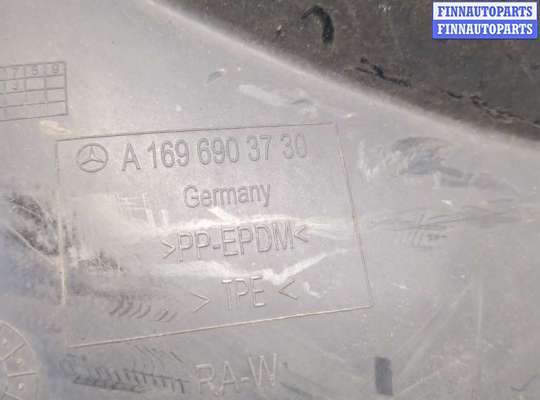 FINNAUTOPARTS
FINNAUTOPARTS
A 169 690 37 30
Germany
>PP-EPDM<
> TPE <
RA-W